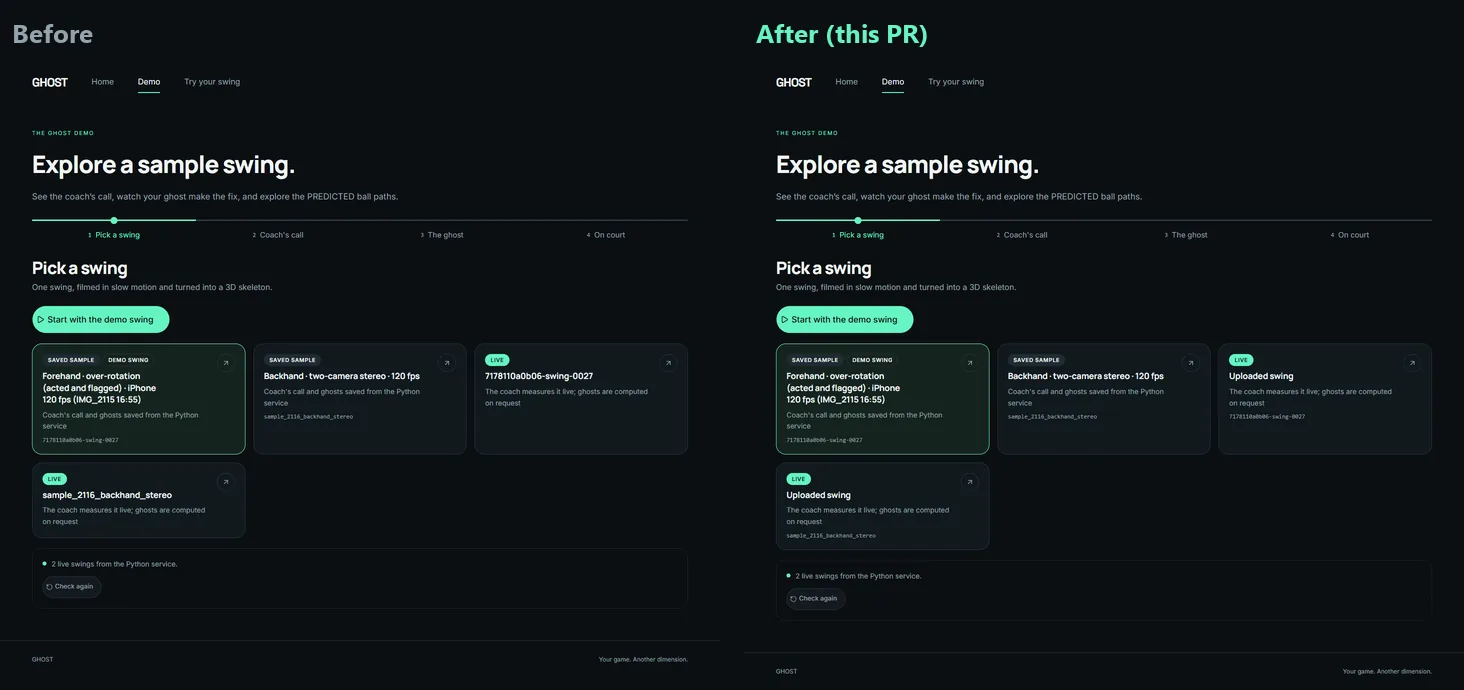 Before
GHOST Home Demo Try your swing
THE GHOST DEMO
Explore a sample swing.
See the coach's call, watch your ghost make the fix, and explore the PREDICTED ball paths.
1 Pick a swing 2 Coach's call 3 The ghost 4 On court
Pick a swing
One swing, filmed in slow motion and turned into a 3D skeleton.
Start with the demo swing
SAVED SAMPLE DEMO SWING
Forehand · over-rotation
(acted and flagged) · iPhone
120 fps (IMG_2115 16:55)
Coach's call and ghosts saved from the Python
service
7178110a0b06-swing-0027
SAVED SAMPLE
Backhand · two-camera stereo · 120 fps
Coach's call and ghosts saved from the Python
service
sample_2116_backhand_stereo
LIVE
7178110a0b06-swing-0027
The coach measures it live; ghosts are computed
on request
LIVE
sample_2116_backhand_stereo
The coach measures it live; ghosts are computed
on request
2 live swings from the Python service.
Check again
GHOST Your game. Another dimension.
After (this PR)
GHOST Home Demo Try your swing
THE GHOST DEMO
Explore a sample swing.
See the coach's call, watch your ghost make the fix, and explore the PREDICTED ball paths.
1 Pick a swing 2 Coach's call 3 The ghost 4 On court
Pick a swing
One swing, filmed in slow motion and turned into a 3D skeleton.
Start with the demo swing
SAVED SAMPLE DEMO SWING
Forehand · over-rotation
(acted and flagged) · iPhone
120 fps (IMG_2115 16:55)
Coach's call and ghosts saved from the Python
service
7178110a0b06-swing-0027
SAVED SAMPLE
Backhand · two-camera stereo · 120 fps
Coach's call and ghosts saved from the Python
service
sample_2116_backhand_stereo
LIVE
Uploaded swing
The coach measures it live; ghosts are computed
on request
7178110a0b06-swing-0027
LIVE
Uploaded swing
The coach measures it live; ghosts are computed
on request
sample_2116_backhand_stereo
2 live swings from the Python service.
Check again
GHOST Your game. Another dimension.